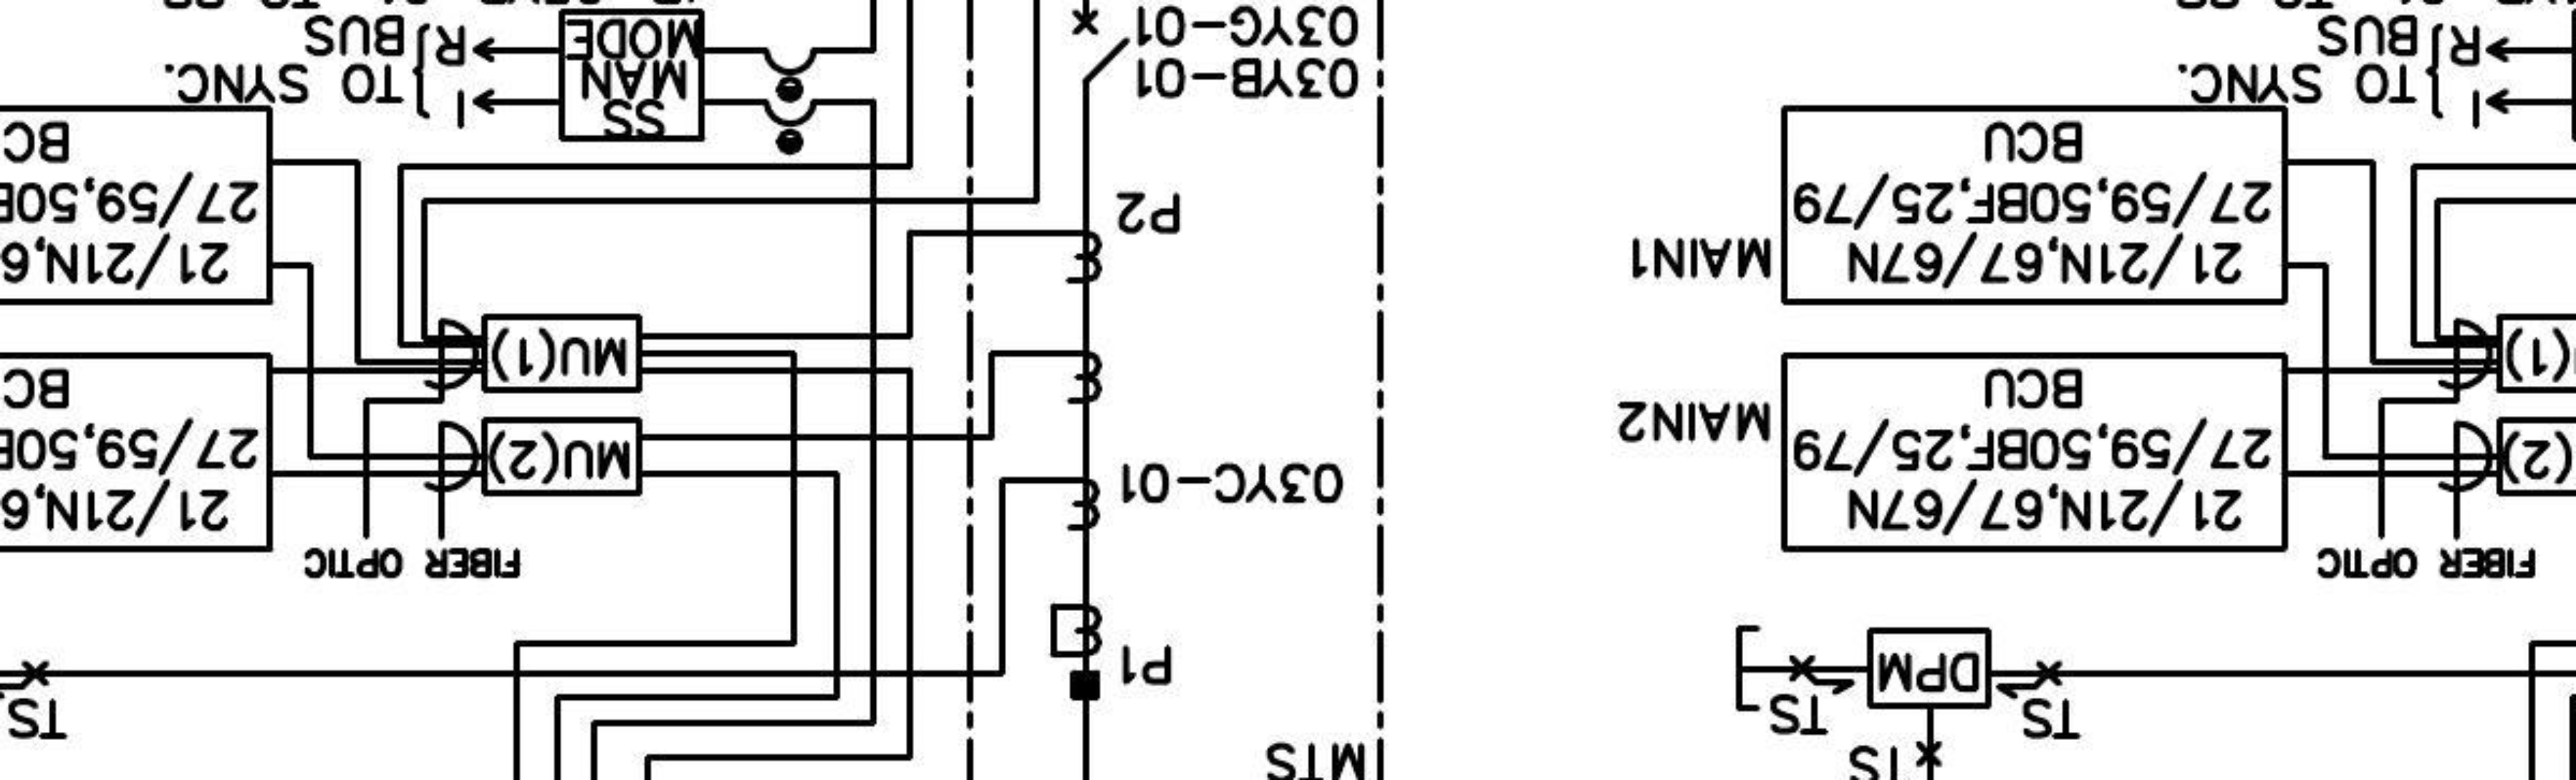 MTS
TS
TS
TS
TS
DPM
P1
FIBER OPTIC
FIBER OPTIC
(2)
21/21N,67/67N
27/59,50BF,25/79
BCU
MAIN2
03YC-01
MU(2)
21/21N,6
27/59,50B
BC
(1)
21/21N,67/67N
27/59,50BF,25/79
BCU
MAIN1
MU(1)
21/21N,6
27/59,50B
BC
P2
I
R
TO SYNC.
BUS
03YB-01
03YG-01
SS
MAN
MODE
I
R
TO SYNC.
BUS